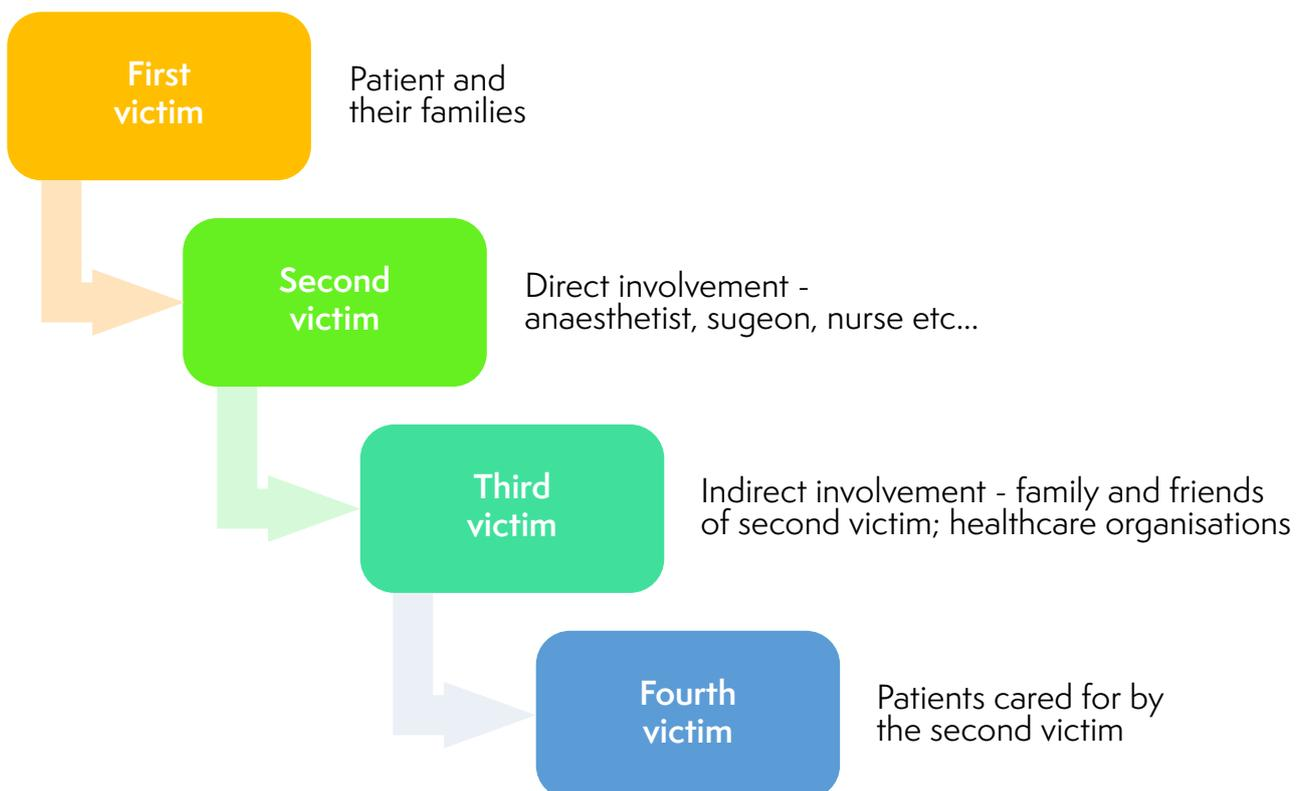 First
victim
Patient and
their families
Second
victim
Direct involvement -
anaesthetist, sugeon, nurse etc...
Third
victim
Indirect involvement - family and friends
of second victim; healthcare organisations
Fourth
victim
Patients cared for by
the second victim